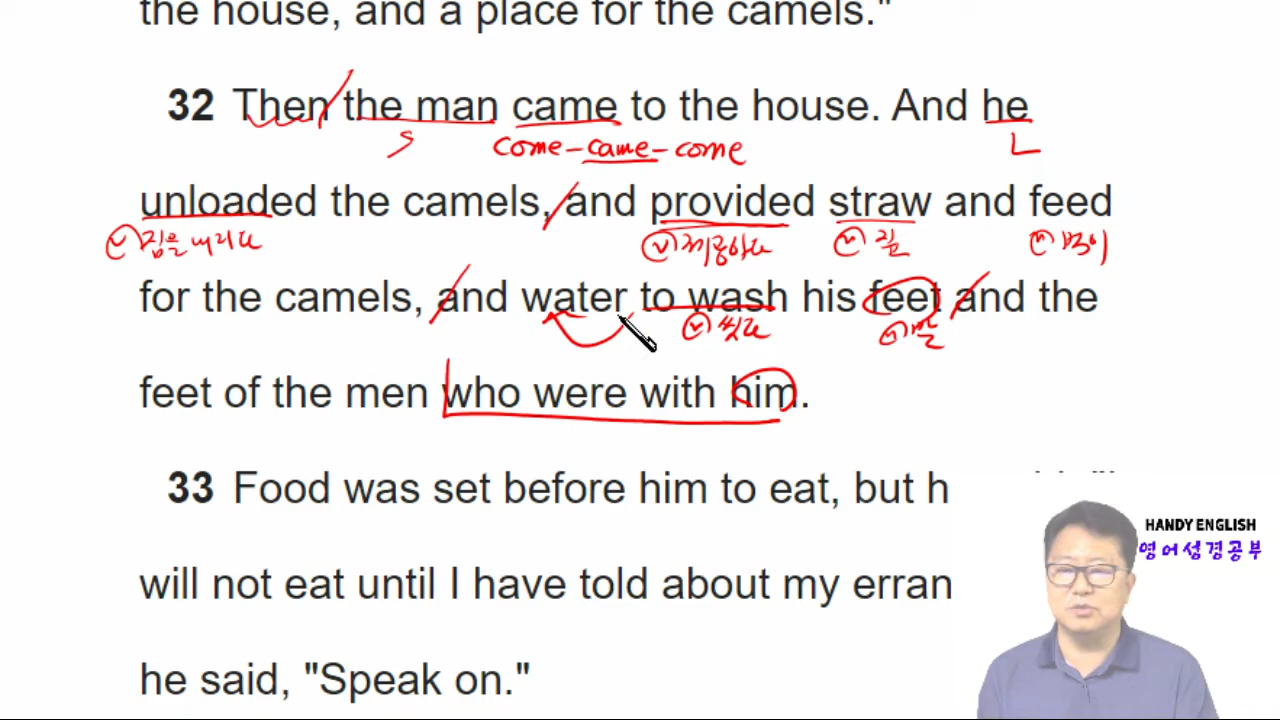 the house, and a place for the camels."
32 Then the man came to the house. And he
S come-came-come
unloaded the camels, and provided straw and feed
ⓥ짐을 내리다 ⓥ제공하다 ⓝ짚 ⓝ먹이
for the camels, and water to wash his feet and the
ⓥ씻다 ⓝ발
feet of the men who were with him.
33 Food was set before him to eat, but h
HANDY ENGLISH
영어성경공부
will not eat until I have told about my erran
he said, "Speak on."